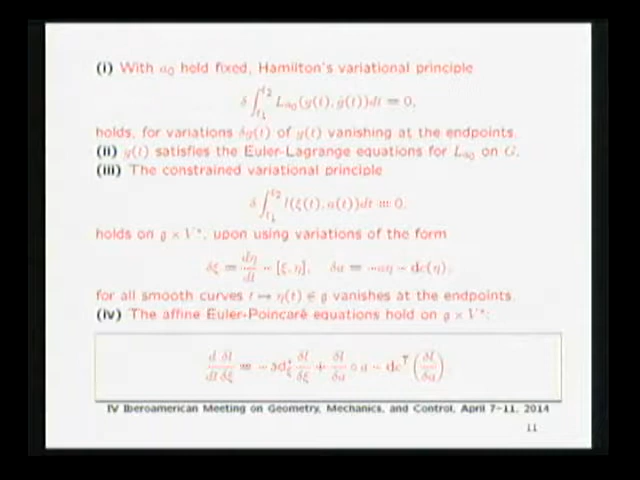 (i) With a₀ held fixed, Hamilton's variational principle
δ ∫_{t₁}^{t₂} L_{a₀}(g(t), ġ(t))dt = 0,
holds, for variations δg(t) of g(t) vanishing at the endpoints.
(ii) g(t) satisfies the Euler-Lagrange equations for L_{a₀} on G.
(iii) The constrained variational principle
δ ∫_{t₁}^{t₂} l(ξ(t), a(t))dt = 0,
holds on 𝔤 × V*, upon using variations of the form
δξ = dη/dt − [ξ, η], δa = −aη − dc(η),
for all smooth curves t ↦ η(t) ∈ 𝔤 vanishes at the endpoints.
(iv) The affine Euler-Poincaré equations hold on 𝔤 × V*:
d/dt δl/δξ = − ad*_ξ δl/δξ + δl/δa ⋄ a − dcᵀ (δl/δa)
IV Iberoamerican Meeting on Geometry, Mechanics, and Control, April 7-11, 2014
11